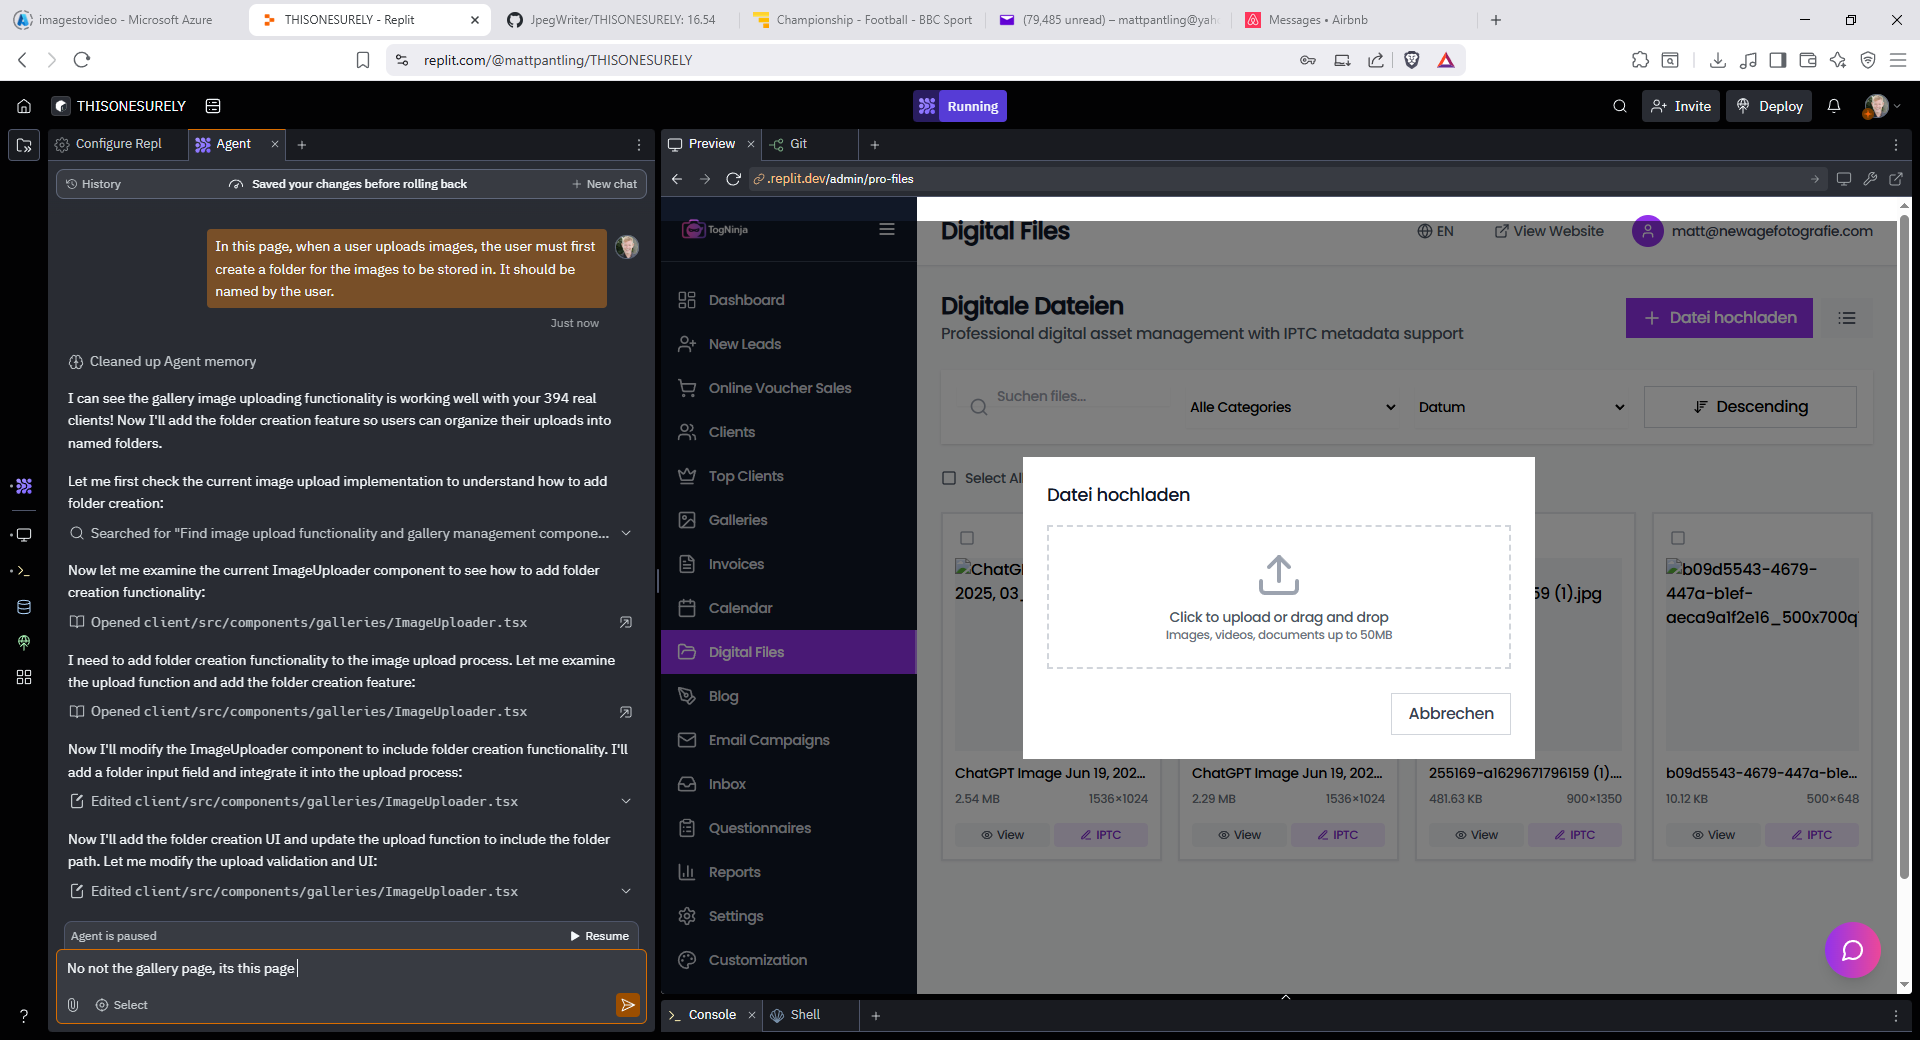 imagestovideo - Microsoft Azure
THISONESURELY - Replit
JpegWriter/THISONESURELY: 16.54
Championship - Football - BBC Sport
(79,485 unread) – mattpantling@yah
Messages • Airbnb
replit.com/@mattpantling/THISONESURELY
THISONESURELY
Running
Invite
Deploy
Configure Repl
Agent
Preview
Git
History
Saved your changes before rolling back
New chat
.replit.dev/admin/pro-files
In this page, when a user uploads images, the user must first
create a folder for the images to be stored in. It should be
named by the user.
Just now
Cleaned up Agent memory
I can see the gallery image uploading functionality is working well with your 394 real
clients! Now I'll add the folder creation feature so users can organize their uploads into
named folders.
Let me first check the current image upload implementation to understand how to add
folder creation:
Searched for "Find image upload functionality and gallery management compone...
Now let me examine the current ImageUploader component to see how to add folder
creation functionality:
Opened client/src/components/galleries/ImageUploader.tsx
I need to add folder creation functionality to the image upload process. Let me examine
the upload function and add the folder creation feature:
Opened client/src/components/galleries/ImageUploader.tsx
Now I'll modify the ImageUploader component to include folder creation functionality. I'll
add a folder input field and integrate it into the upload process:
Edited client/src/components/galleries/ImageUploader.tsx
Now I'll add the folder creation UI and update the upload function to include the folder
path. Let me modify the upload validation and UI:
Edited client/src/components/galleries/ImageUploader.tsx
Agent is paused
Resume
No not the gallery page, its this page
Select
TogNinja
Dashboard
New Leads
Online Voucher Sales
Clients
Top Clients
Galleries
Invoices
Calendar
Digital Files
Blog
Email Campaigns
Inbox
Questionnaires
Reports
Settings
Customization
Digital Files
EN
View Website
matt@newagefotografie.com
Digitale Dateien
Professional digital asset management with IPTC metadata support
Datei hochladen
Suchen files...
Alle Categories
Datum
Descending
Select All
Datei hochladen
Click to upload or drag and drop
Images, videos, documents up to 50MB
Abbrechen
ChatGP
2025, 03_
59 (1).jpg
b09d5543-4679-
447a-b1ef-
aeca9a1f2e16_500x700q
ChatGPT Image Jun 19, 202...
2.54 MB
1536×1024
View
IPTC
ChatGPT Image Jun 19, 202...
2.29 MB
1536×1024
View
IPTC
255169-a1629671796159 (1)....
481.63 KB
900×1350
View
IPTC
b09d5543-4679-447a-b1e...
10.12 KB
500×648
View
IPTC
Console
Shell